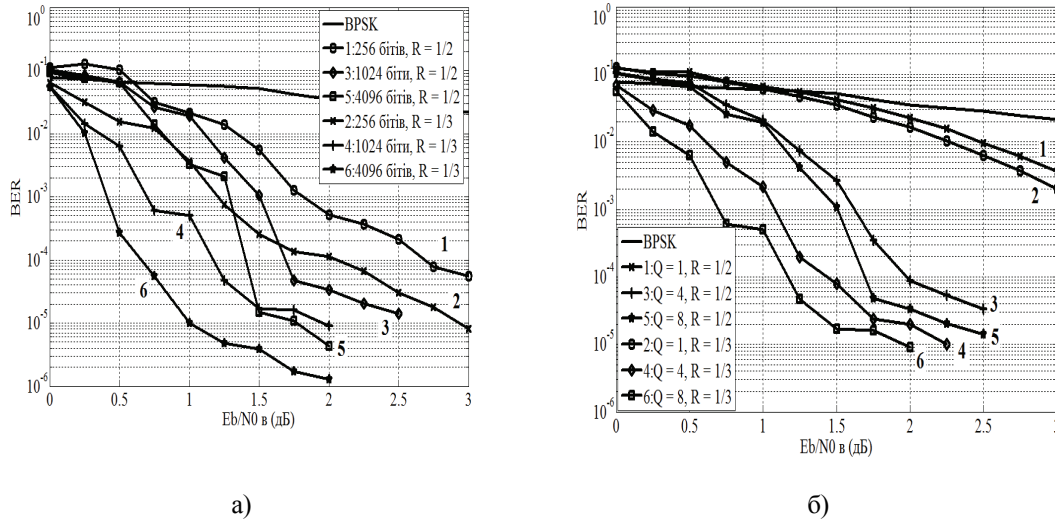 10⁰
10⁻¹
10⁻²
10⁻³
10⁻⁴
10⁻⁵
10⁻⁶
BER
BPSK
1:256 бітів, R = 1/2
3:1024 біти, R = 1/2
5:4096 бітів, R = 1/2
2:256 бітів, R = 1/3
4:1024 біти, R = 1/3
6:4096 бітів, R = 1/3
1
2
3
4
5
6
0 0.5 1 1.5 2 2.5 3
Eb/N0 в (дБ)
а)
10⁰
10⁻¹
10⁻²
10⁻³
10⁻⁴
10⁻⁵
10⁻⁶
BER
BPSK
1:Q = 1, R = 1/2
3:Q = 4, R = 1/2
5:Q = 8, R = 1/2
2:Q = 1, R = 1/3
4:Q = 4, R = 1/3
6:Q = 8, R = 1/3
1
2
3
5
4
6
0 0.5 1 1.5 2 2.5
Eb/N0 в (дБ)
б)